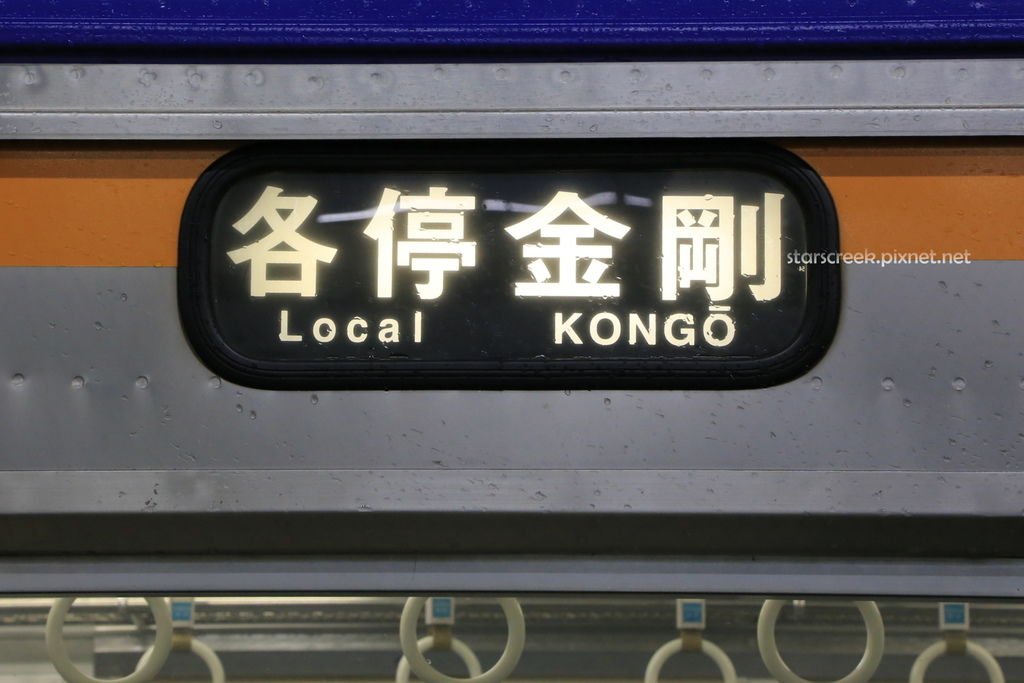 各停 金剛
Local KONGŌ
starscreek.pixnet.net